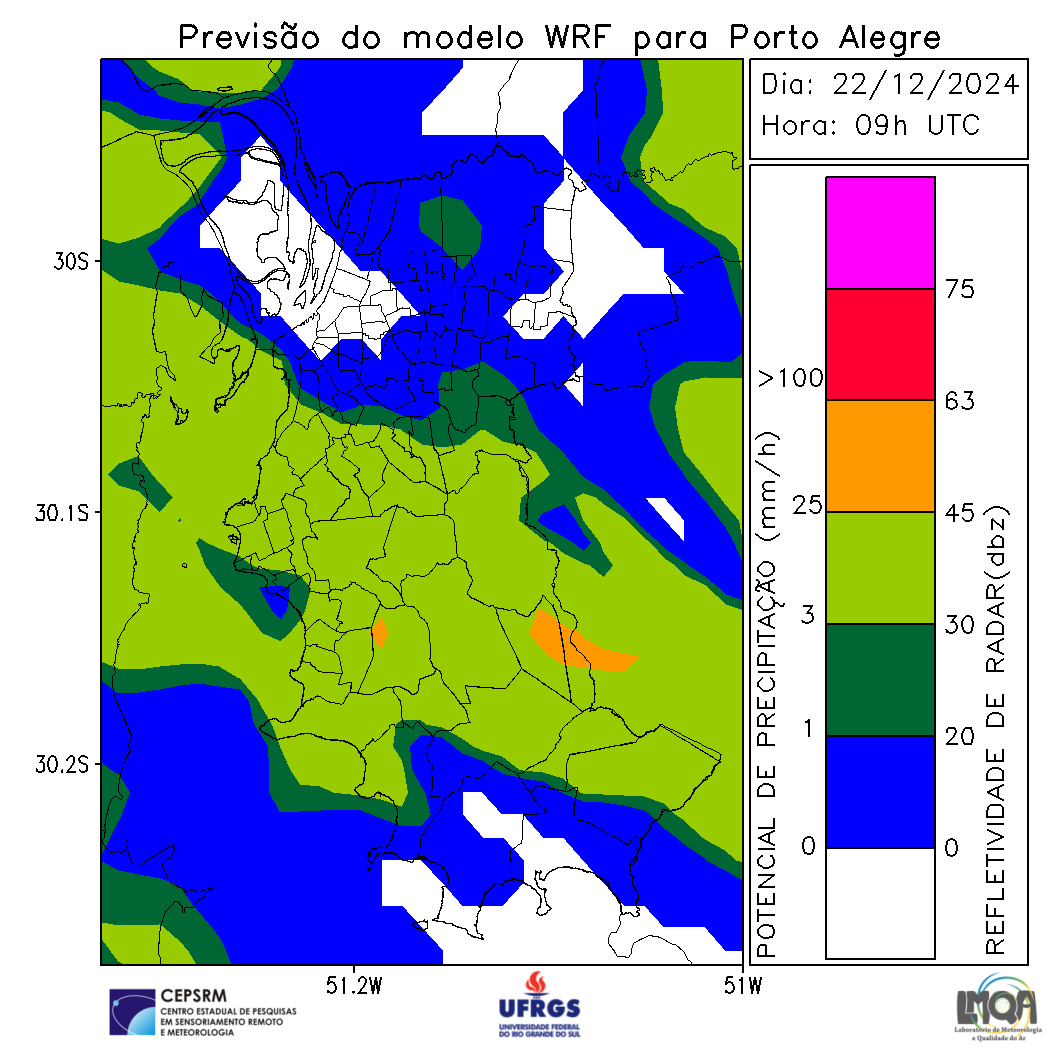 Previsão do modelo WRF para Porto Alegre
Dia: 22/12/2024
Hora: 09h UTC
30S
30.1S
30.2S
51.2W
51W
POTENCIAL DE PRECIPITAÇÃO (mm/h)
>100
25
3
1
0
75
63
45
30
20
0
REFLETIVIDADE DE RADAR(dbz)
CEPSRM
CENTRO ESTADUAL DE PESQUISAS
EM SENSORIAMENTO REMOTO
E METEOROLOGIA
UFRGS
UNIVERSIDADE FEDERAL
DO RIO GRANDE DO SUL
LMQA
Laboratório de Meteorologia
e Qualidade do Ar